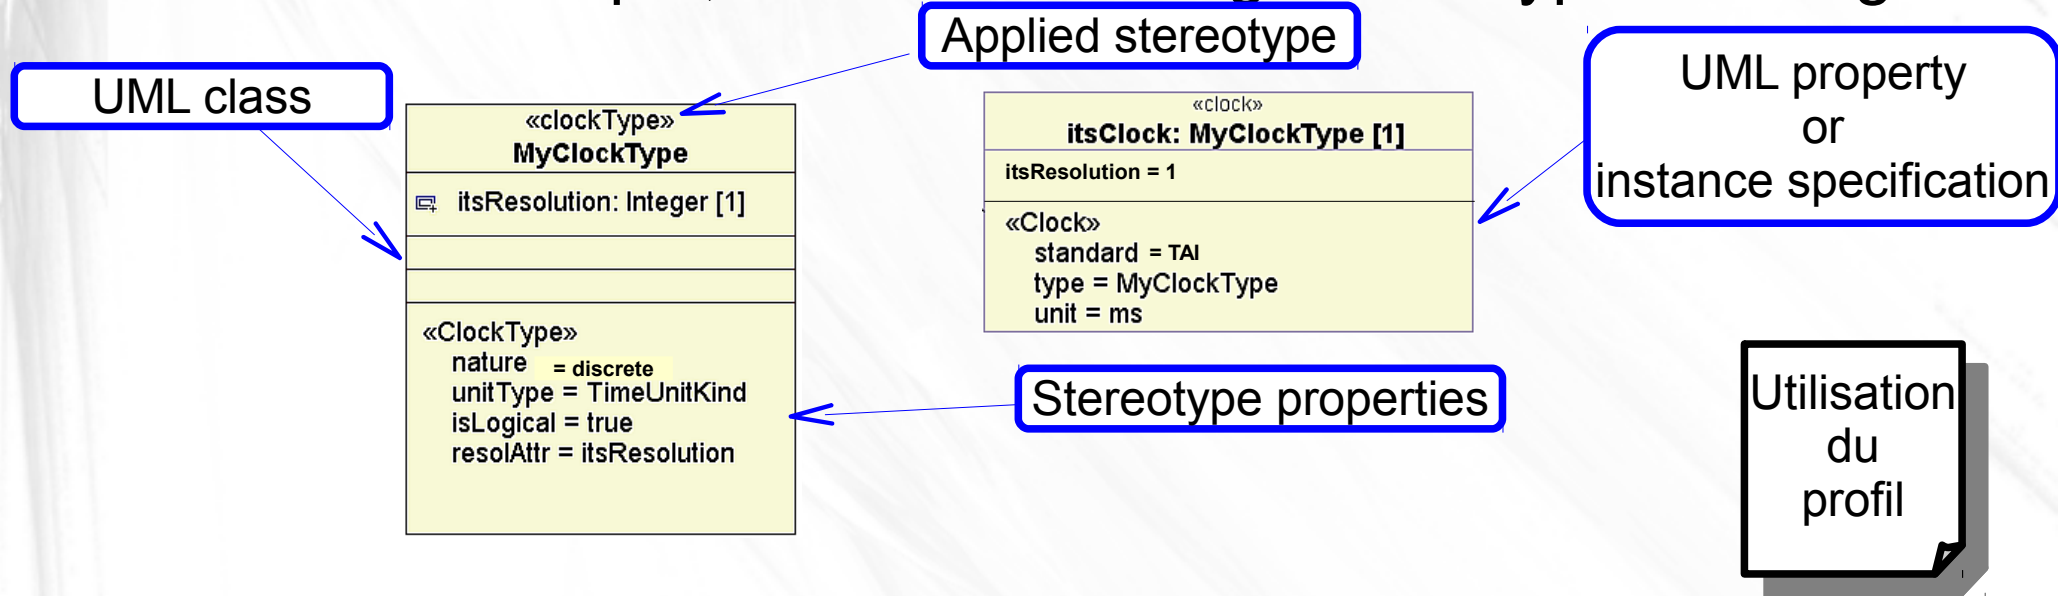 Applied stereotype
UML class
UML property
or
instance specification
«clockType»
MyClockType
itsResolution: Integer [1]
«ClockType»
nature = discrete
unitType = TimeUnitKind
isLogical = true
resolAttr = itsResolution
«clock»
itsClock: MyClockType [1]
itsResolution = 1
«Clock»
standard = TAI
type = MyClockType
unit = ms
Stereotype properties
Utilisation
du
profil